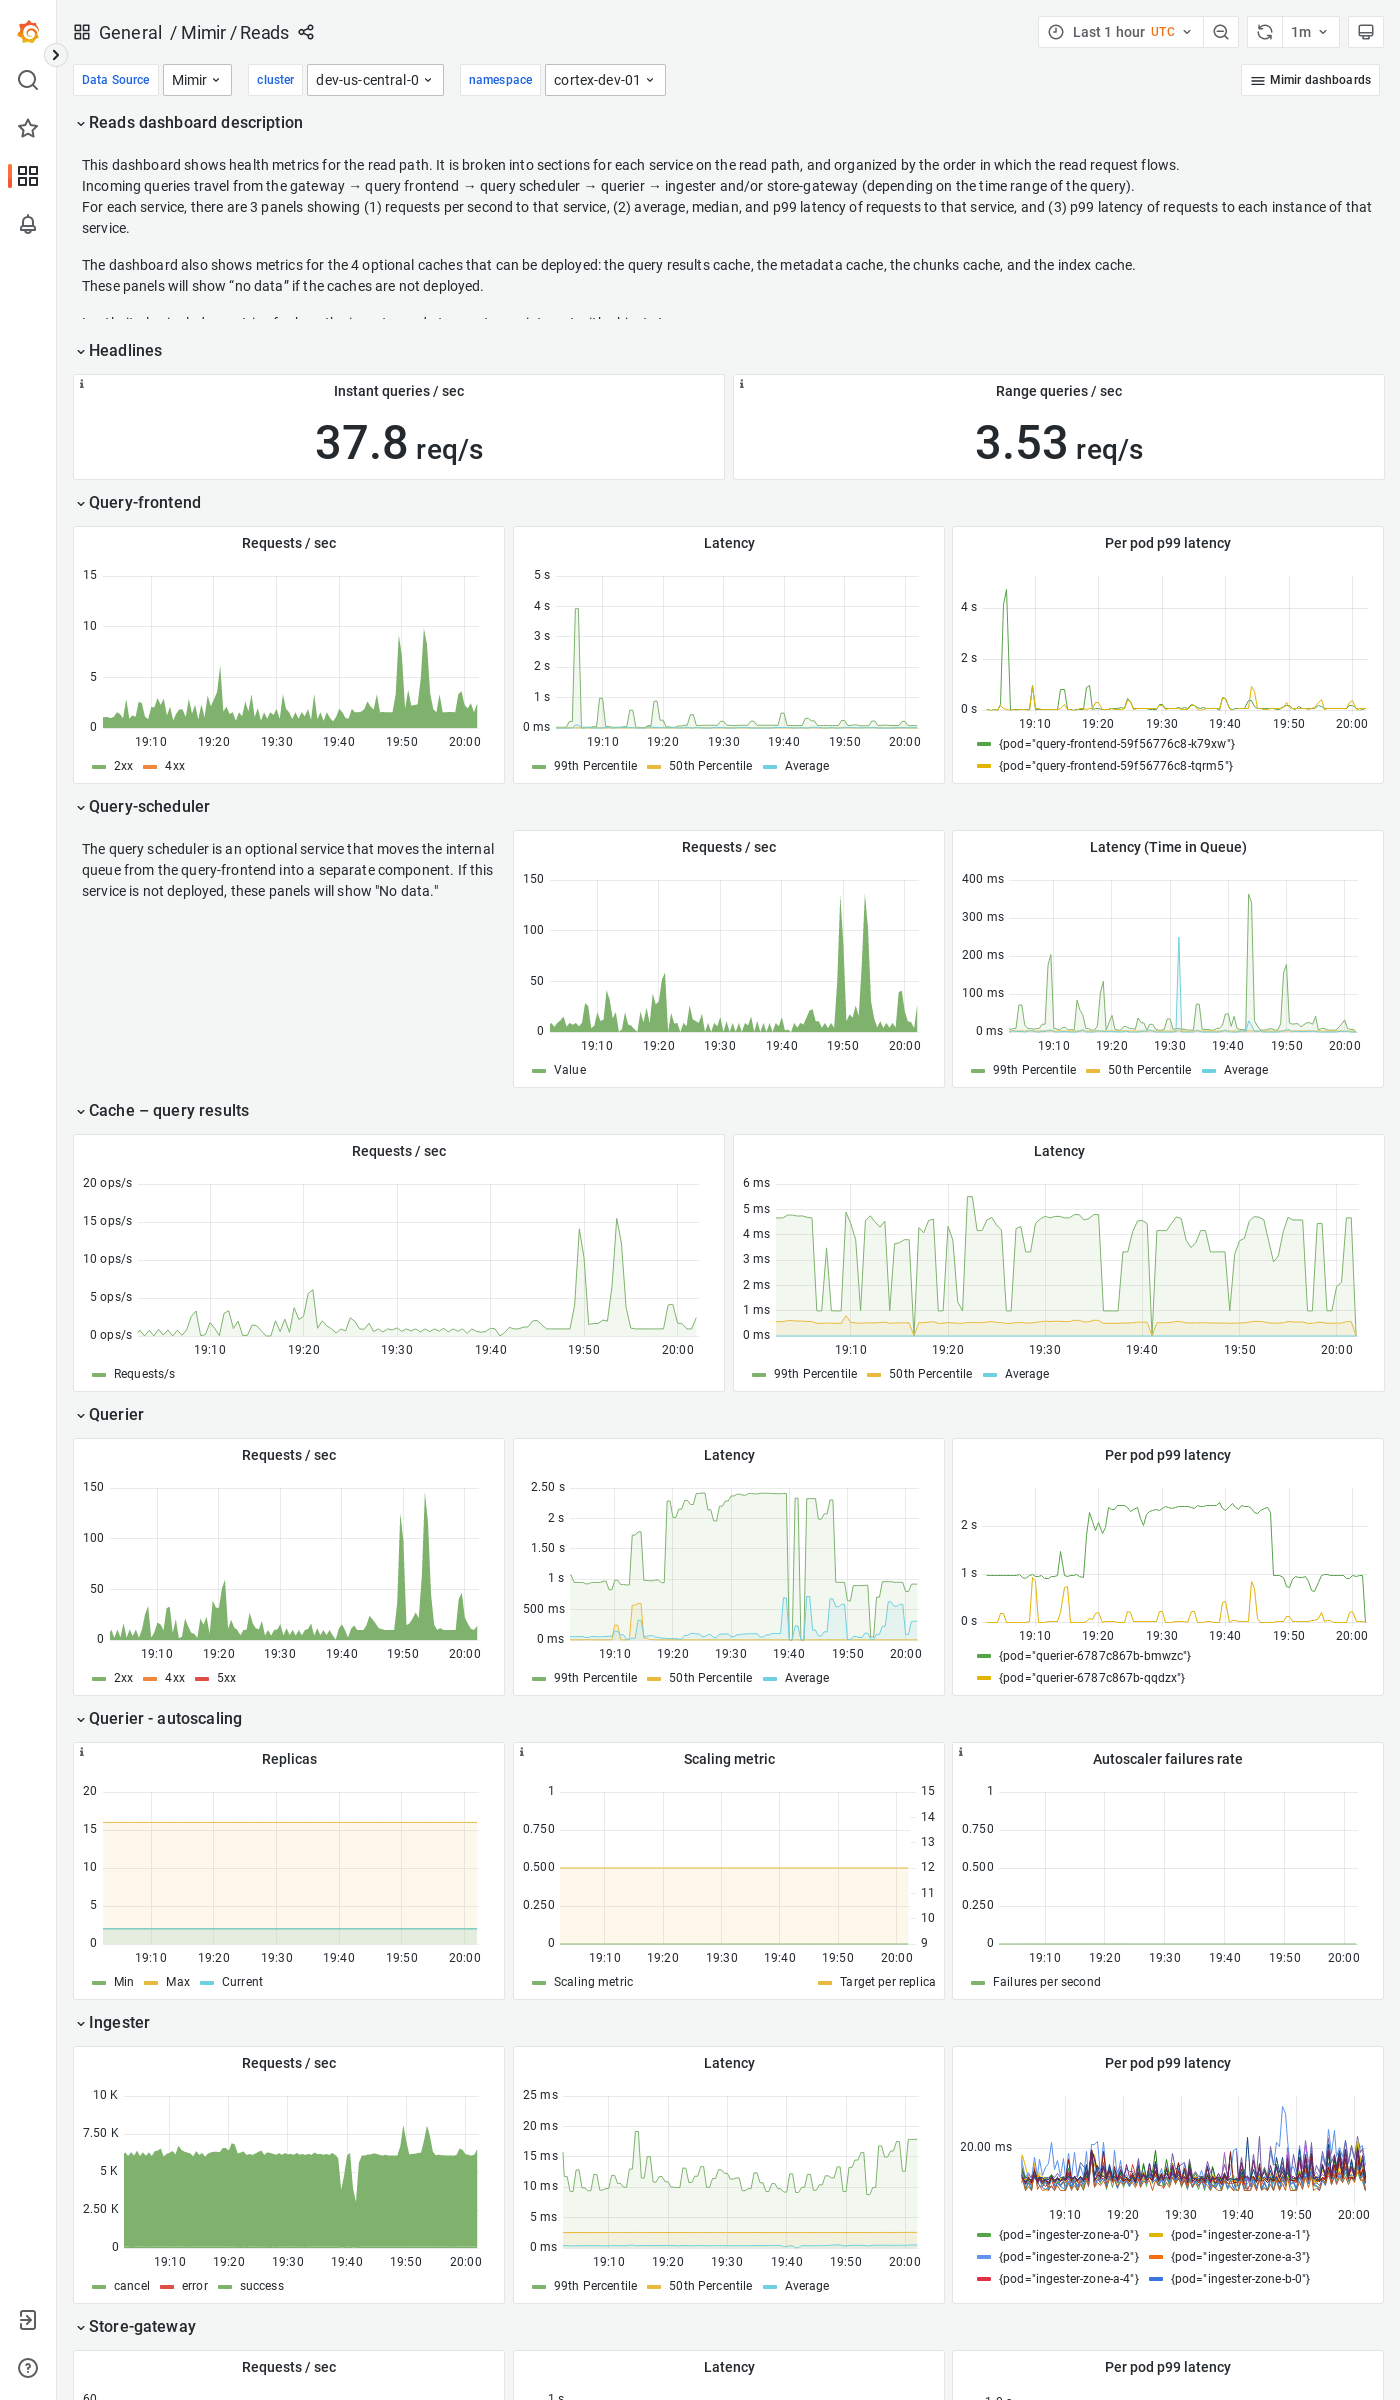 General / Mimir / Reads
Last 1 hour UTC
1m
Data Source Mimir cluster dev-us-central-0 namespace cortex-dev-01 Mimir dashboards
Reads dashboard description
This dashboard shows health metrics for the read path. It is broken into sections for each service on the read path, and organized by the order in which the read request flows.
Incoming queries travel from the gateway → query frontend → query scheduler → querier → ingester and/or store-gateway (depending on the time range of the query).
For each service, there are 3 panels showing (1) requests per second to that service, (2) average, median, and p99 latency of requests to that service, and (3) p99 latency of requests to each instance of that
service.
The dashboard also shows metrics for the 4 optional caches that can be deployed: the query results cache, the metadata cache, the chunks cache, and the index cache.
These panels will show “no data” if the caches are not deployed.
Headlines
Instant queries / sec
37.8 req/s
Range queries / sec
3.53 req/s
Query-frontend
Requests / sec
15
10
5
0
19:10 19:20 19:30 19:40 19:50 20:00
2xx 4xx
Latency
5 s
4 s
3 s
2 s
1 s
0 ms
19:10 19:20 19:30 19:40 19:50 20:00
99th Percentile 50th Percentile Average
Per pod p99 latency
4 s
2 s
0 s
19:10 19:20 19:30 19:40 19:50 20:00
{pod="query-frontend-59f56776c8-k79xw"}
{pod="query-frontend-59f56776c8-tqrm5"}
Query-scheduler
The query scheduler is an optional service that moves the internal
queue from the query-frontend into a separate component. If this
service is not deployed, these panels will show "No data."
Requests / sec
150
100
50
0
19:10 19:20 19:30 19:40 19:50 20:00
Value
Latency (Time in Queue)
400 ms
300 ms
200 ms
100 ms
0 ms
19:10 19:20 19:30 19:40 19:50 20:00
99th Percentile 50th Percentile Average
Cache – query results
Requests / sec
20 ops/s
15 ops/s
10 ops/s
5 ops/s
0 ops/s
19:10 19:20 19:30 19:40 19:50 20:00
Requests/s
Latency
6 ms
5 ms
4 ms
3 ms
2 ms
1 ms
0 ms
19:10 19:20 19:30 19:40 19:50 20:00
99th Percentile 50th Percentile Average
Querier
Requests / sec
150
100
50
0
19:10 19:20 19:30 19:40 19:50 20:00
2xx 4xx 5xx
Latency
2.50 s
2 s
1.50 s
1 s
500 ms
0 ms
19:10 19:20 19:30 19:40 19:50 20:00
99th Percentile 50th Percentile Average
Per pod p99 latency
2 s
1 s
0 s
19:10 19:20 19:30 19:40 19:50 20:00
{pod="querier-6787c867b-bmwzc"}
{pod="querier-6787c867b-qqdzx"}
Querier - autoscaling
Replicas
20
15
10
5
0
19:10 19:20 19:30 19:40 19:50 20:00
Min Max Current
Scaling metric
1
0.750
0.500
0.250
0
15
14
13
12
11
10
9
19:10 19:20 19:30 19:40 19:50 20:00
Scaling metric Target per replica
Autoscaler failures rate
1
0.750
0.500
0.250
0
19:10 19:20 19:30 19:40 19:50 20:00
Failures per second
Ingester
Requests / sec
10 K
7.50 K
5 K
2.50 K
0
19:10 19:20 19:30 19:40 19:50 20:00
cancel error success
Latency
25 ms
20 ms
15 ms
10 ms
5 ms
0 ms
19:10 19:20 19:30 19:40 19:50 20:00
99th Percentile 50th Percentile Average
Per pod p99 latency
20.00 ms
19:10 19:20 19:30 19:40 19:50 20:00
{pod="ingester-zone-a-0"} {pod="ingester-zone-a-1"}
{pod="ingester-zone-a-2"} {pod="ingester-zone-a-3"}
{pod="ingester-zone-a-4"} {pod="ingester-zone-b-0"}
Store-gateway
Requests / sec
60
Latency
1 s
Per pod p99 latency